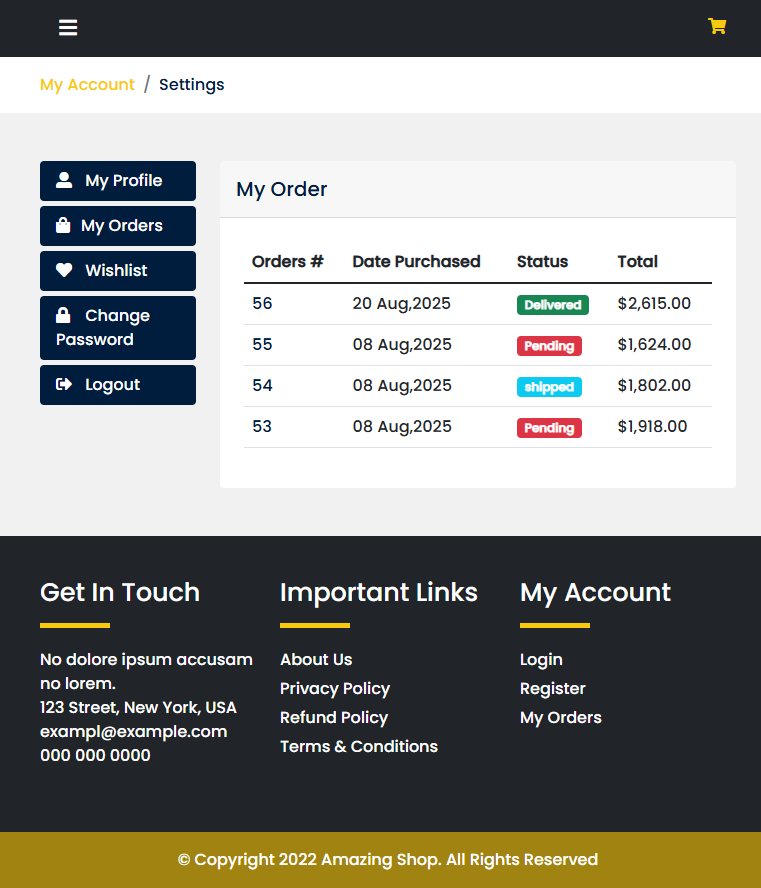 My Account / Settings
My Profile
My Orders
Wishlist
Change
Password
Logout
My Order
Orders # Date Purchased Status Total
56 20 Aug,2025 Delivered $2,615.00
55 08 Aug,2025 Pending $1,624.00
54 08 Aug,2025 shipped $1,802.00
53 08 Aug,2025 Pending $1,918.00
Get In Touch
No dolore ipsum accusam
no lorem.
123 Street, New York, USA
exampl@example.com
000 000 0000
Important Links
About Us
Privacy Policy
Refund Policy
Terms & Conditions
My Account
Login
Register
My Orders
© Copyright 2022 Amazing Shop. All Rights Reserved